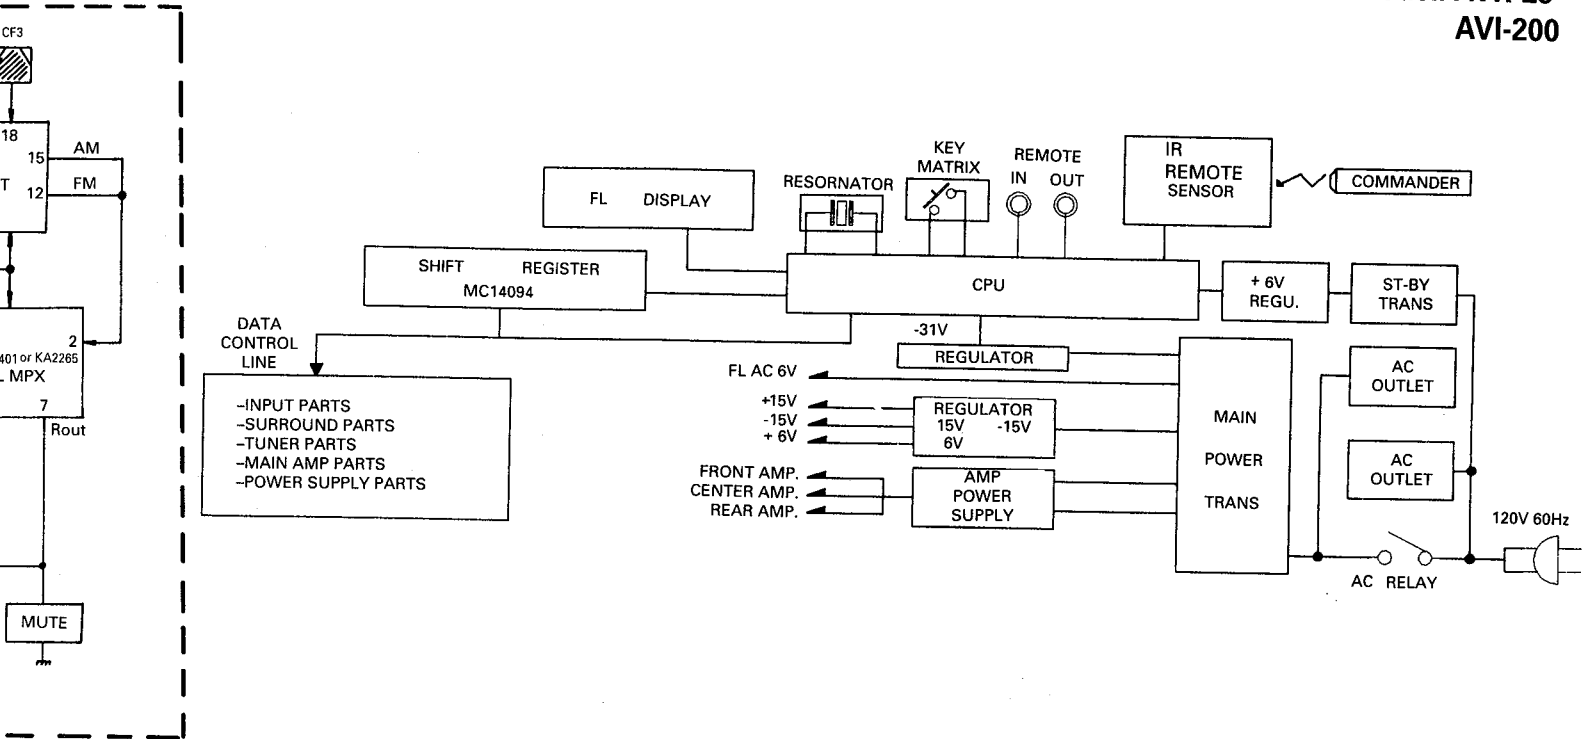 AVI-200
CF3
18
15
AM
T
12
FM
2
401 or KA2265
L MPX
7
Rout
MUTE
DATA
CONTROL
LINE
-INPUT PARTS
-SURROUND PARTS
-TUNER PARTS
-MAIN AMP PARTS
-POWER SUPPLY PARTS
SHIFT REGISTER
MC14094
FL DISPLAY
RESORNATOR
KEY
MATRIX
REMOTE
IN OUT
IR
REMOTE
SENSOR
COMMANDER
CPU
+ 6V
REGU.
ST-BY
TRANS
-31V
REGULATOR
FL AC 6V
+15V
-15V
+ 6V
REGULATOR
15V -15V
6V
FRONT AMP.
CENTER AMP.
REAR AMP.
AMP
POWER
SUPPLY
MAIN
POWER
TRANS
AC
OUTLET
AC
OUTLET
120V 60Hz
AC RELAY